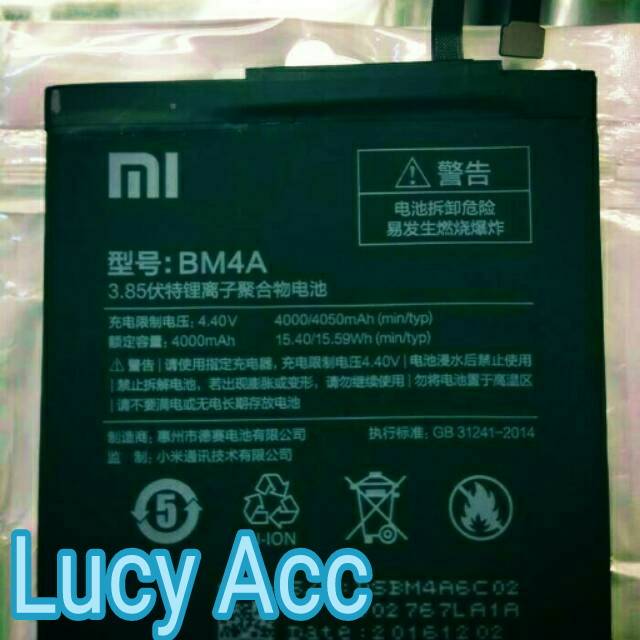 mi
警告
电池拆卸危险
易发生燃烧爆炸
型号: BM4A
3.85伏特锂离子聚合物电池
充电限制电压: 4.40V 4000/4050mAh (min/typ)
额定容量: 4000mAh 15.40/15.59Wh (min/typ)
警告 | 请使用指定充电器, 充电限制电压4.40V | 电池浸水后禁止使用
| 禁止拆解电池, 若出现膨胀或变形, 请勿继续使用 | 勿将电池置于高温区
| 请不要满电或无电长期存放电池
制造商: 惠州市德赛电池有限公司 执行标准: GB 31241-2014
监 制: 小米通讯技术有限公司
5
-ION
Lucy Acc
BM4A6C02
02767LA1A